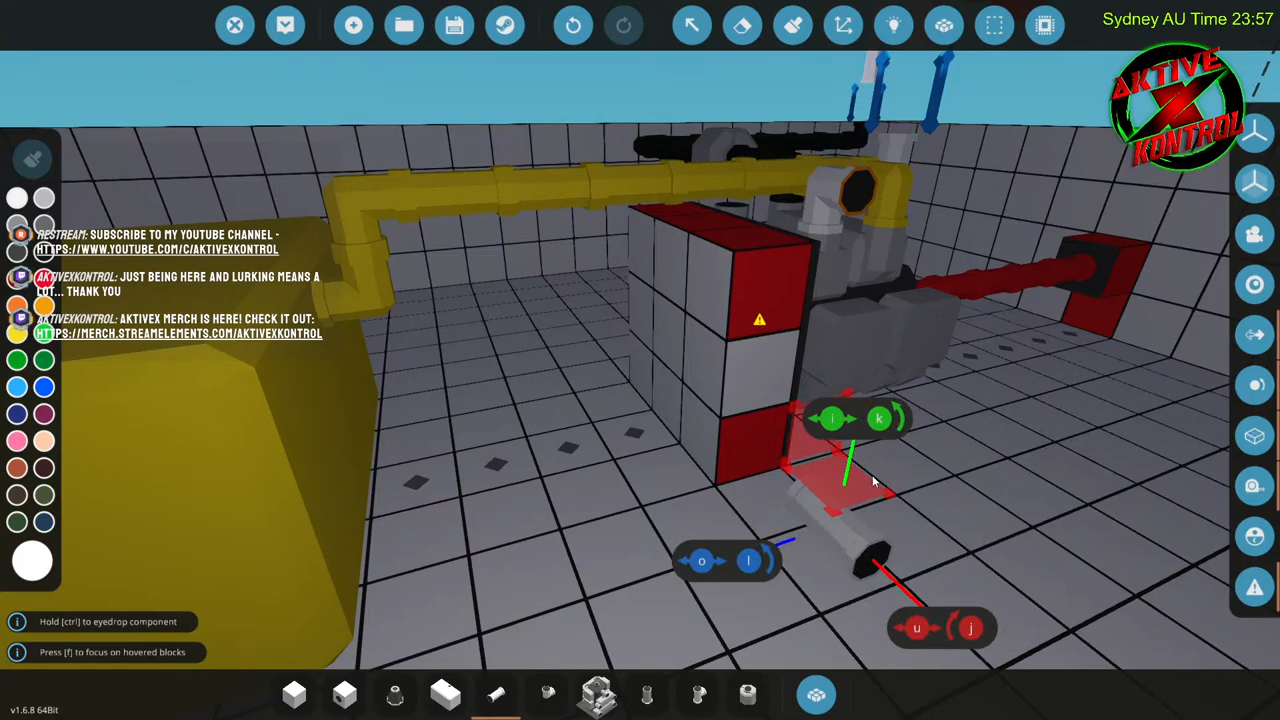 Sydney AU Time 23:57
AKTIVE
X
KONTROL
RESTREAM: SUBSCRIBE TO MY YOUTUBE CHANNEL -
HTTPS://WWW.YOUTUBE.COM/C/AKTIVEXKONTROL
AKTIVEXKONTROL: JUST BEING HERE AND LURKING MEANS A
LOT... THANK YOU
AKTIVEXKONTROL: AKTIVEX MERCH IS HERE! CHECK IT OUT:
HTTPS://MERCH.STREAMELEMENTS.COM/AKTIVEXKONTROL
i k
o l
u j
Hold [ctrl] to eyedrop component
Press [f] to focus on hovered blocks
v1.6.8 64Bit